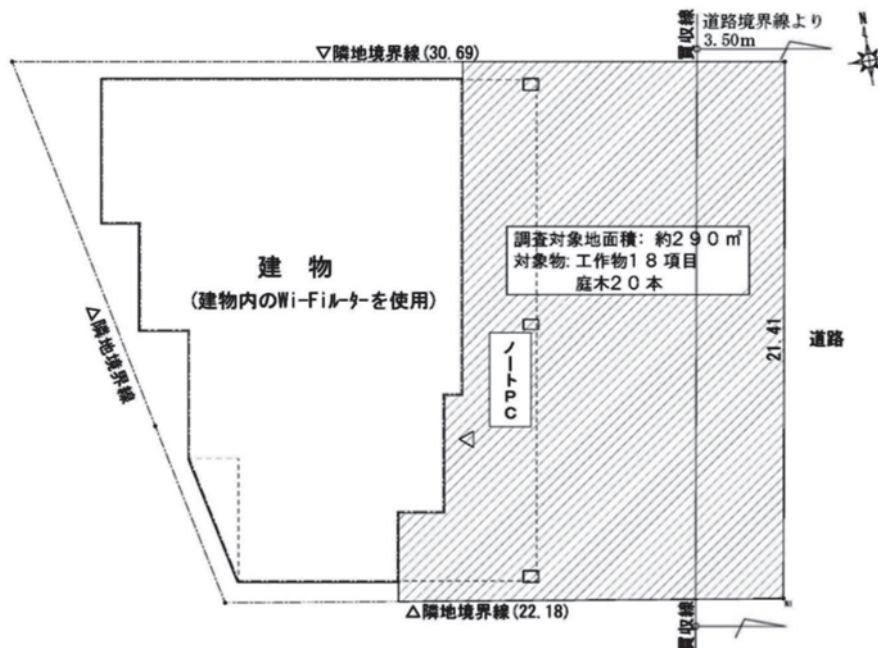 道路境界線より
3.50m
買収線
N
▽隣地境界線(30.69)
調査対象地面積: 約290㎡
対象物: 工作物18項目
庭木20本
建 物
(建物内のWi-Fiルーターを使用)
△隣地境界線
ノートPC
21.41
道路
△隣地境界線(22.18)
買収線